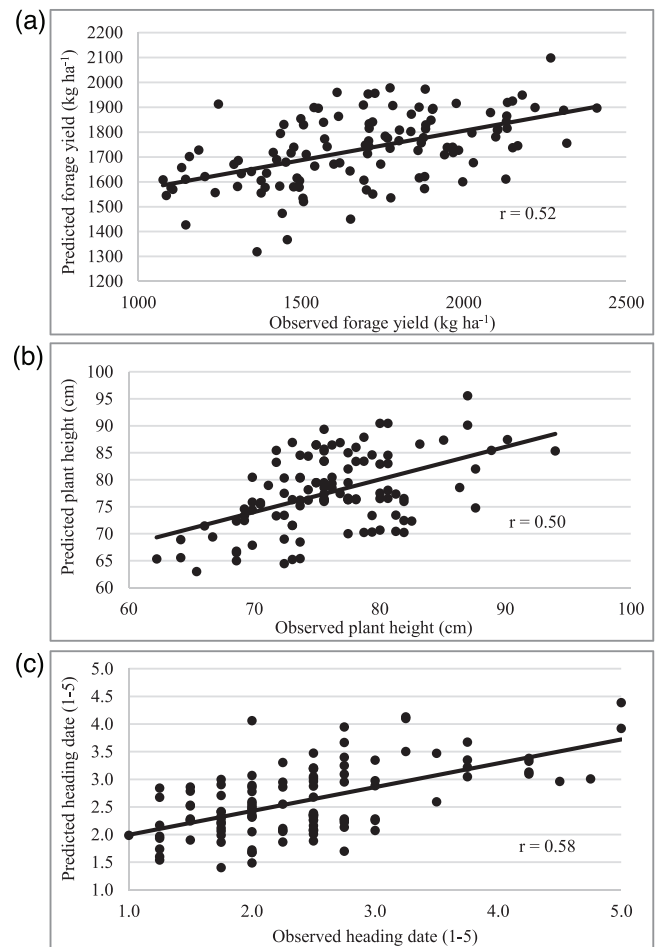 (a)
Predicted forage yield (kg ha-1)
2200
2100
2000
1900
1800
1700
1600
1500
1400
1300
1200
r = 0.52
1000 1500 2000 2500
Observed forage yield (kg ha-1)
(b)
Predicted plant height (cm)
100
95
90
85
80
75
70
65
60
r = 0.50
60 70 80 90 100
Observed plant height (cm)
(c)
Predicted heading date (1-5)
5.0
4.5
4.0
3.5
3.0
2.5
2.0
1.5
1.0
r = 0.58
1.0 2.0 3.0 4.0 5.0
Observed heading date (1-5)